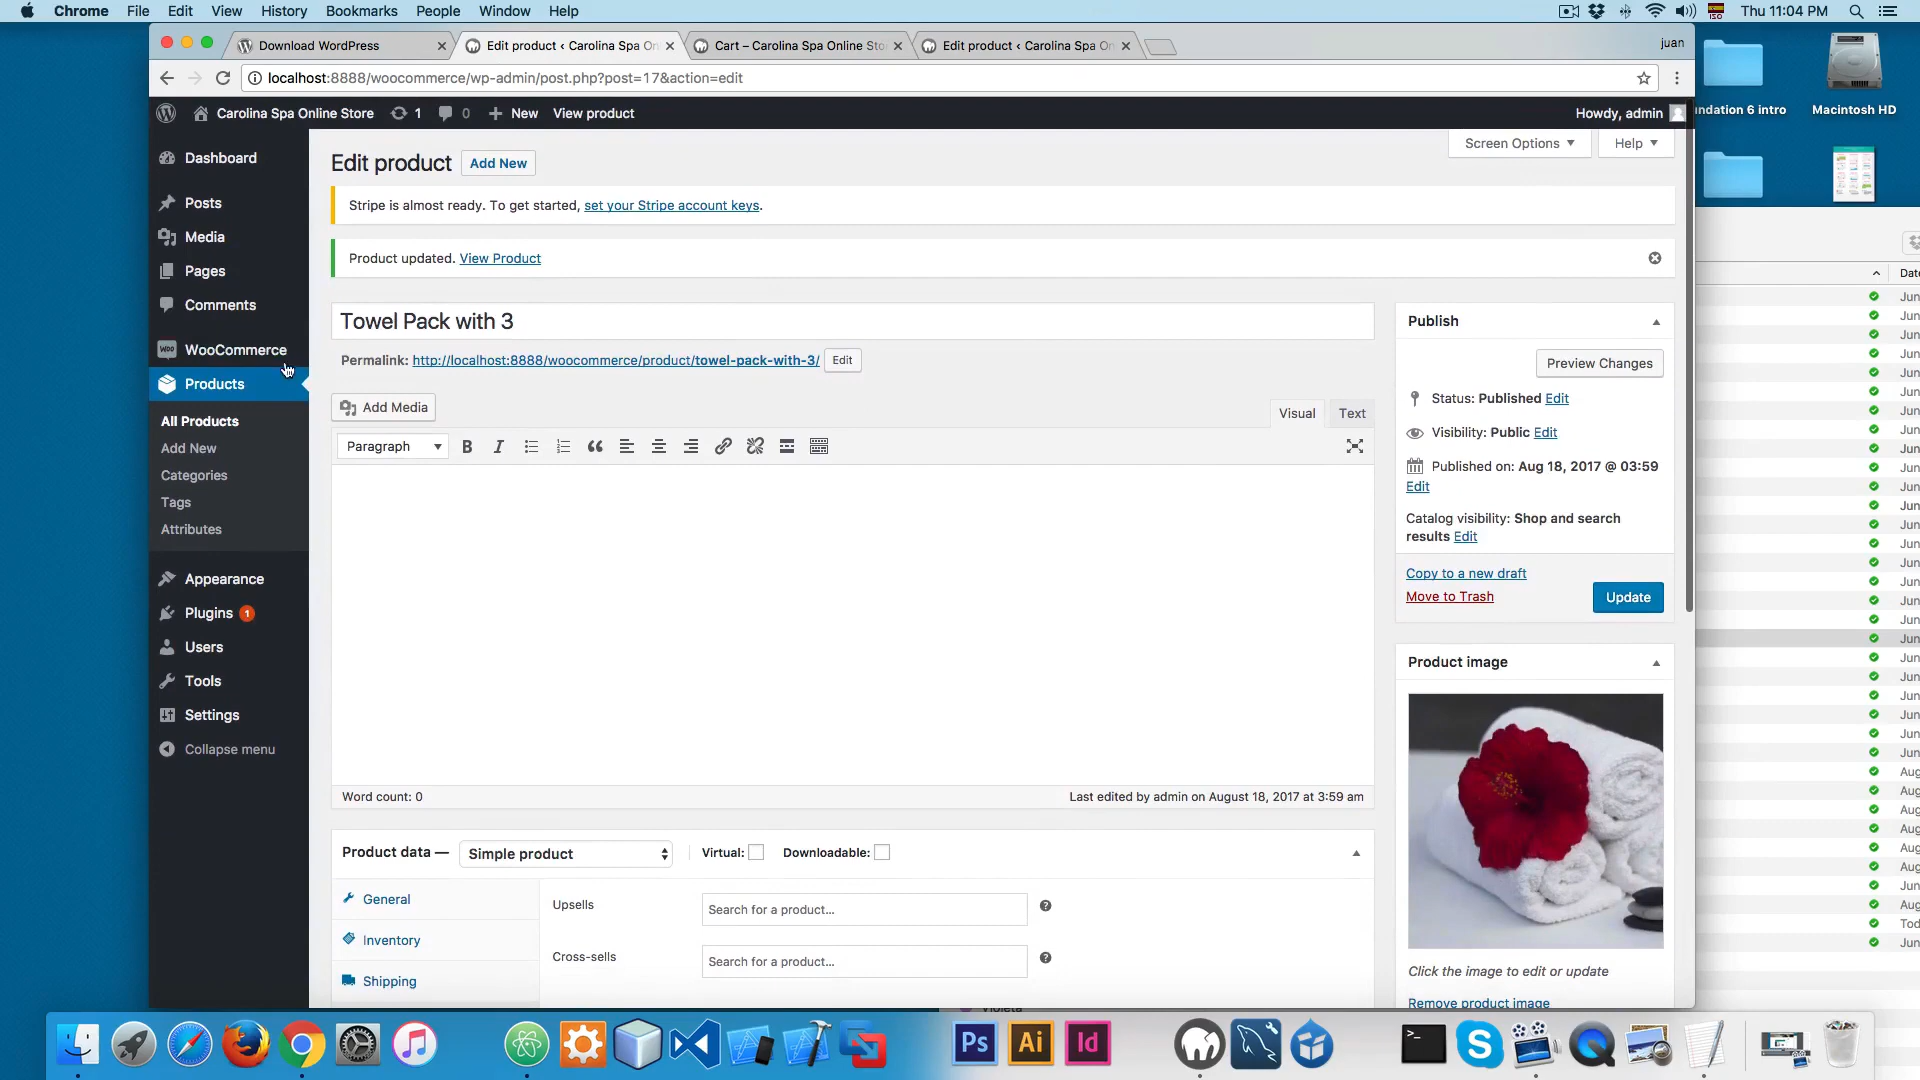 Chrome File Edit View History Bookmarks People Window Help
ISO
Thu 11:04 PM
Download WordPress
Edit product ‹ Carolina Spa On
Cart – Carolina Spa Online Sto
Edit product ‹ Carolina Spa On
juan
localhost:8888/woocommerce/wp-admin/post.php?post=17&action=edit
undation 6 intro
Macintosh HD
Carolina Spa Online Store 1 0 New View product
Howdy, admin
Dashboard
Posts
Media
Pages
Comments
WooCommerce
Products
All Products
Add New
Categories
Tags
Attributes
Appearance
Plugins 1
Users
Tools
Settings
Collapse menu
Screen Options
Help
Edit product
Add New
Stripe is almost ready. To get started, set your Stripe account keys.
Product updated. View Product
Towel Pack with 3
Permalink: http://localhost:8888/woocommerce/product/towel-pack-with-3/ Edit
Add Media
Visual Text
Paragraph
Word count: 0
Last edited by admin on August 18, 2017 at 3:59 am
Product data — Simple product Virtual: Downloadable:
General
Inventory
Shipping
Upsells
Search for a product...
Cross-sells
Search for a product...
Publish
Preview Changes
Status: Published Edit
Visibility: Public Edit
Published on: Aug 18, 2017 @ 03:59
Edit
Catalog visibility: Shop and search
results Edit
Copy to a new draft
Move to Trash
Update
Product image
Click the image to edit or update
Remove product image
Ps
Ai
Id